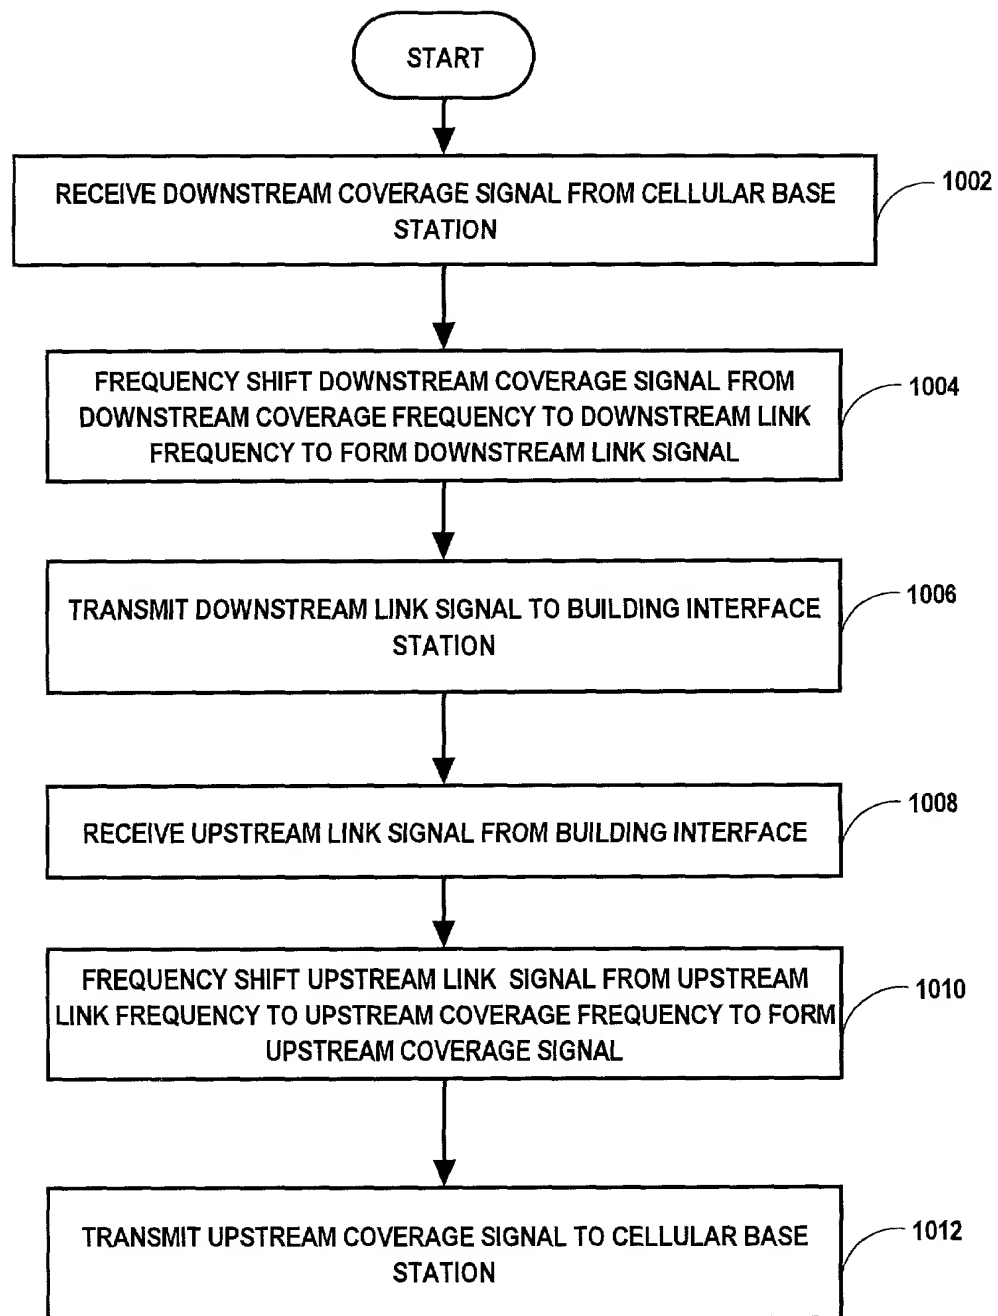 START
RECEIVE DOWNSTREAM COVERAGE SIGNAL FROM CELLULAR BASE
STATION
1002
FREQUENCY SHIFT DOWNSTREAM COVERAGE SIGNAL FROM
DOWNSTREAM COVERAGE FREQUENCY TO DOWNSTREAM LINK
FREQUENCY TO FORM DOWNSTREAM LINK SIGNAL
1004
TRANSMIT DOWNSTREAM LINK SIGNAL TO BUILDING INTERFACE
STATION
1006
RECEIVE UPSTREAM LINK SIGNAL FROM BUILDING INTERFACE
1008
FREQUENCY SHIFT UPSTREAM LINK SIGNAL FROM UPSTREAM
LINK FREQUENCY TO UPSTREAM COVERAGE FREQUENCY TO FORM
UPSTREAM COVERAGE SIGNAL
1010
TRANSMIT UPSTREAM COVERAGE SIGNAL TO CELLULAR BASE
STATION
1012